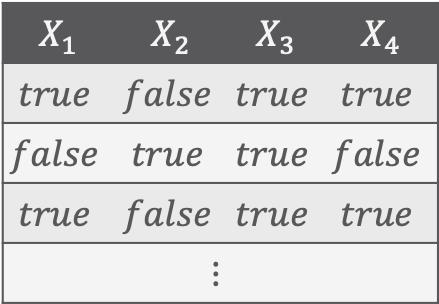 X₁ X₂ X₃ X₄
true false true true
false true true false
true false true true
⋮